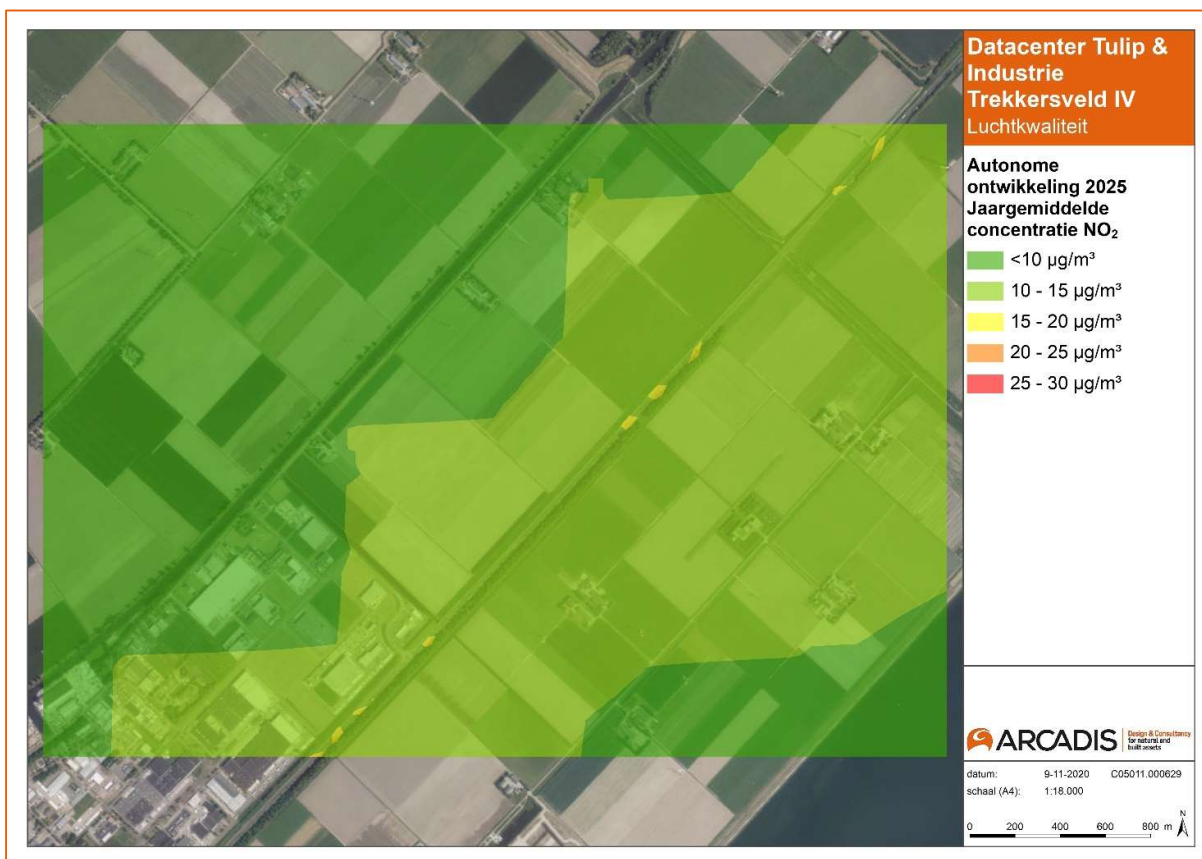 Datacenter Tulip &
Industrie
Trekkersveld IV
Luchtkwaliteit
Autonome
ontwikkeling 2025
Jaargemiddelde
concentratie NO₂
<10 µg/m³
10 - 15 µg/m³
15 - 20 µg/m³
20 - 25 µg/m³
25 - 30 µg/m³
ARCADIS
Design & Consultancy
for natural and
built assets
datum: 9-11-2020 C05011.000629
schaal (A4): 1:18.000
N
0 200 400 600 800 m